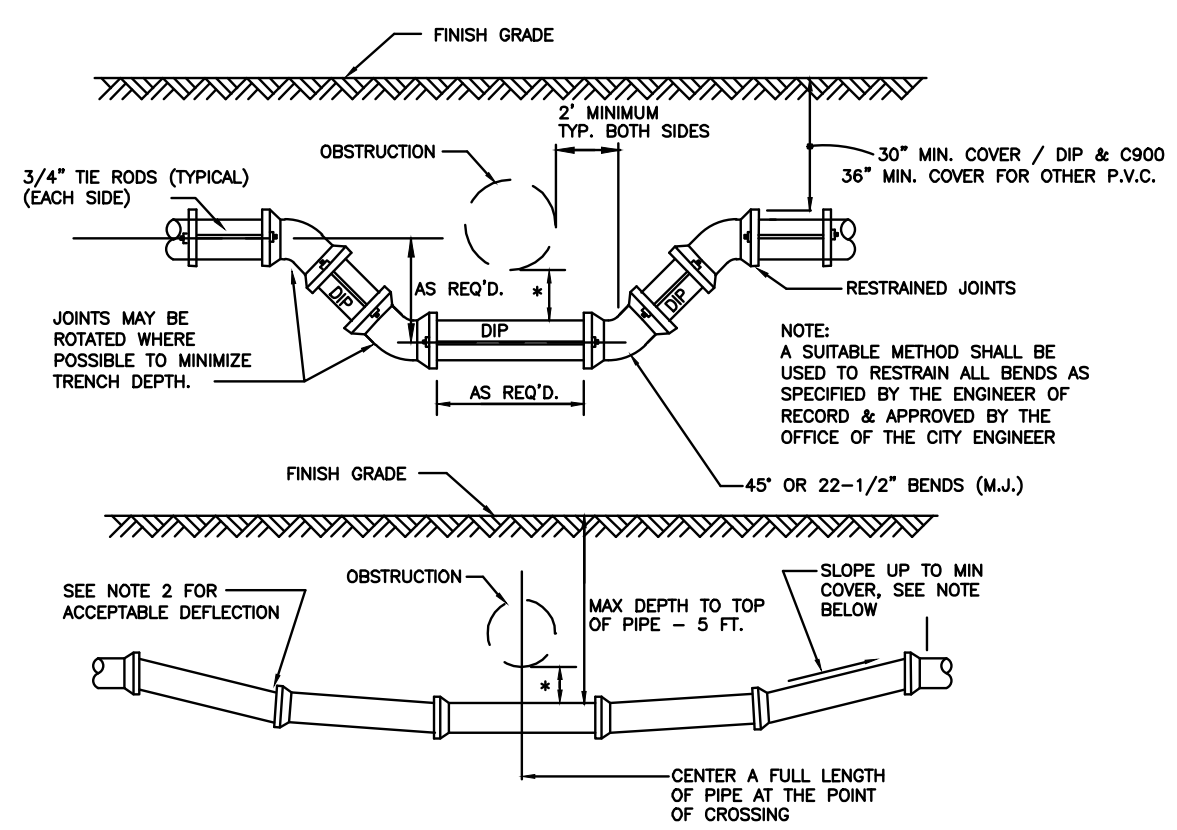 FINISH GRADE
2' MINIMUM
TYP. BOTH SIDES
OBSTRUCTION
30" MIN. COVER / DIP & C900
36" MIN. COVER FOR OTHER P.V.C.
3/4" TIE RODS (TYPICAL)
(EACH SIDE)
AS REQ'D.
*
DIP
DIP
RESTRAINED JOINTS
JOINTS MAY BE
ROTATED WHERE
POSSIBLE TO MINIMIZE
TRENCH DEPTH.
DIP
NOTE:
A SUITABLE METHOD SHALL BE
USED TO RESTRAIN ALL BENDS AS
SPECIFIED BY THE ENGINEER OF
RECORD & APPROVED BY THE
OFFICE OF THE CITY ENGINEER
AS REQ'D.
45° OR 22-1/2" BENDS (M.J.)
FINISH GRADE
OBSTRUCTION
SEE NOTE 2 FOR
ACCEPTABLE DEFLECTION
MAX DEPTH TO TOP
OF PIPE - 5 FT.
SLOPE UP TO MIN
COVER, SEE NOTE
BELOW
*
CENTER A FULL LENGTH
OF PIPE AT THE POINT
OF CROSSING